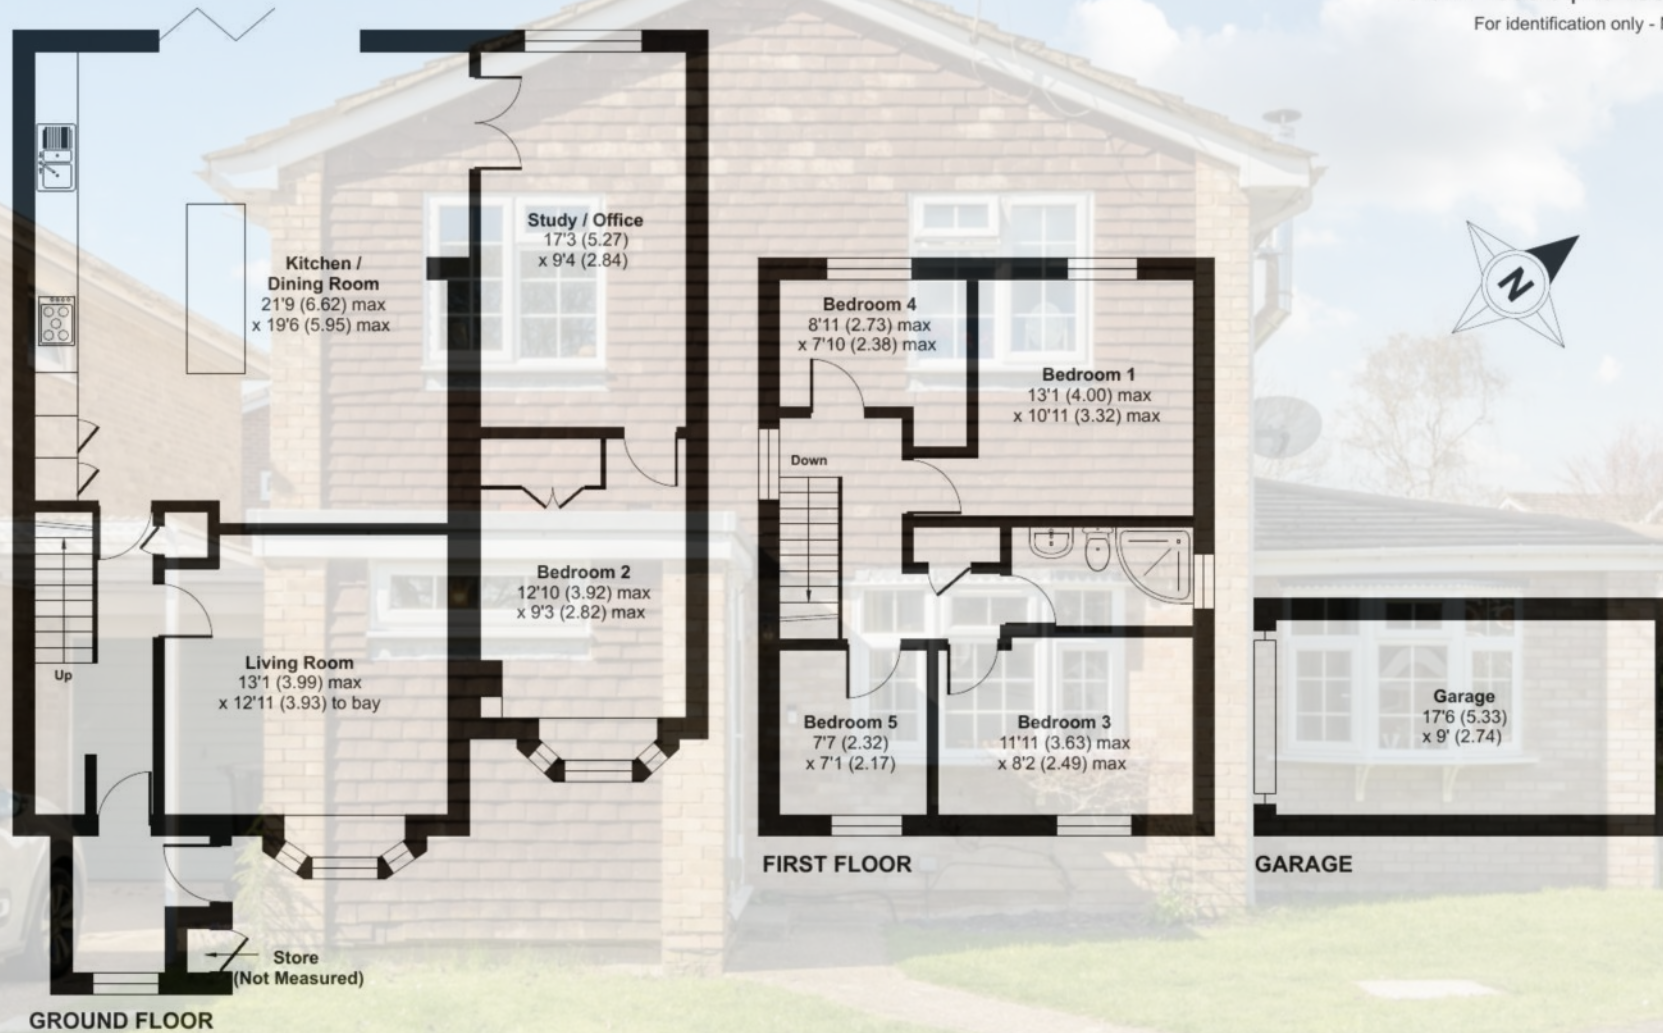 For identification only - N
Study / Office
17'3 (5.27)
x 9'4 (2.84)
Kitchen /
Dining Room
21'9 (6.62) max
x 19'6 (5.95) max
Bedroom 2
12'10 (3.92) max
x 9'3 (2.82) max
Living Room
13'1 (3.99) max
x 12'11 (3.93) to bay
Up
Store
(Not Measured)
GROUND FLOOR
Bedroom 4
8'11 (2.73) max
x 7'10 (2.38) max
Bedroom 1
13'1 (4.00) max
x 10'11 (3.32) max
Down
Bedroom 5
7'7 (2.32)
x 7'1 (2.17)
Bedroom 3
11'11 (3.63) max
x 8'2 (2.49) max
FIRST FLOOR
N
Garage
17'6 (5.33)
x 9' (2.74)
GARAGE